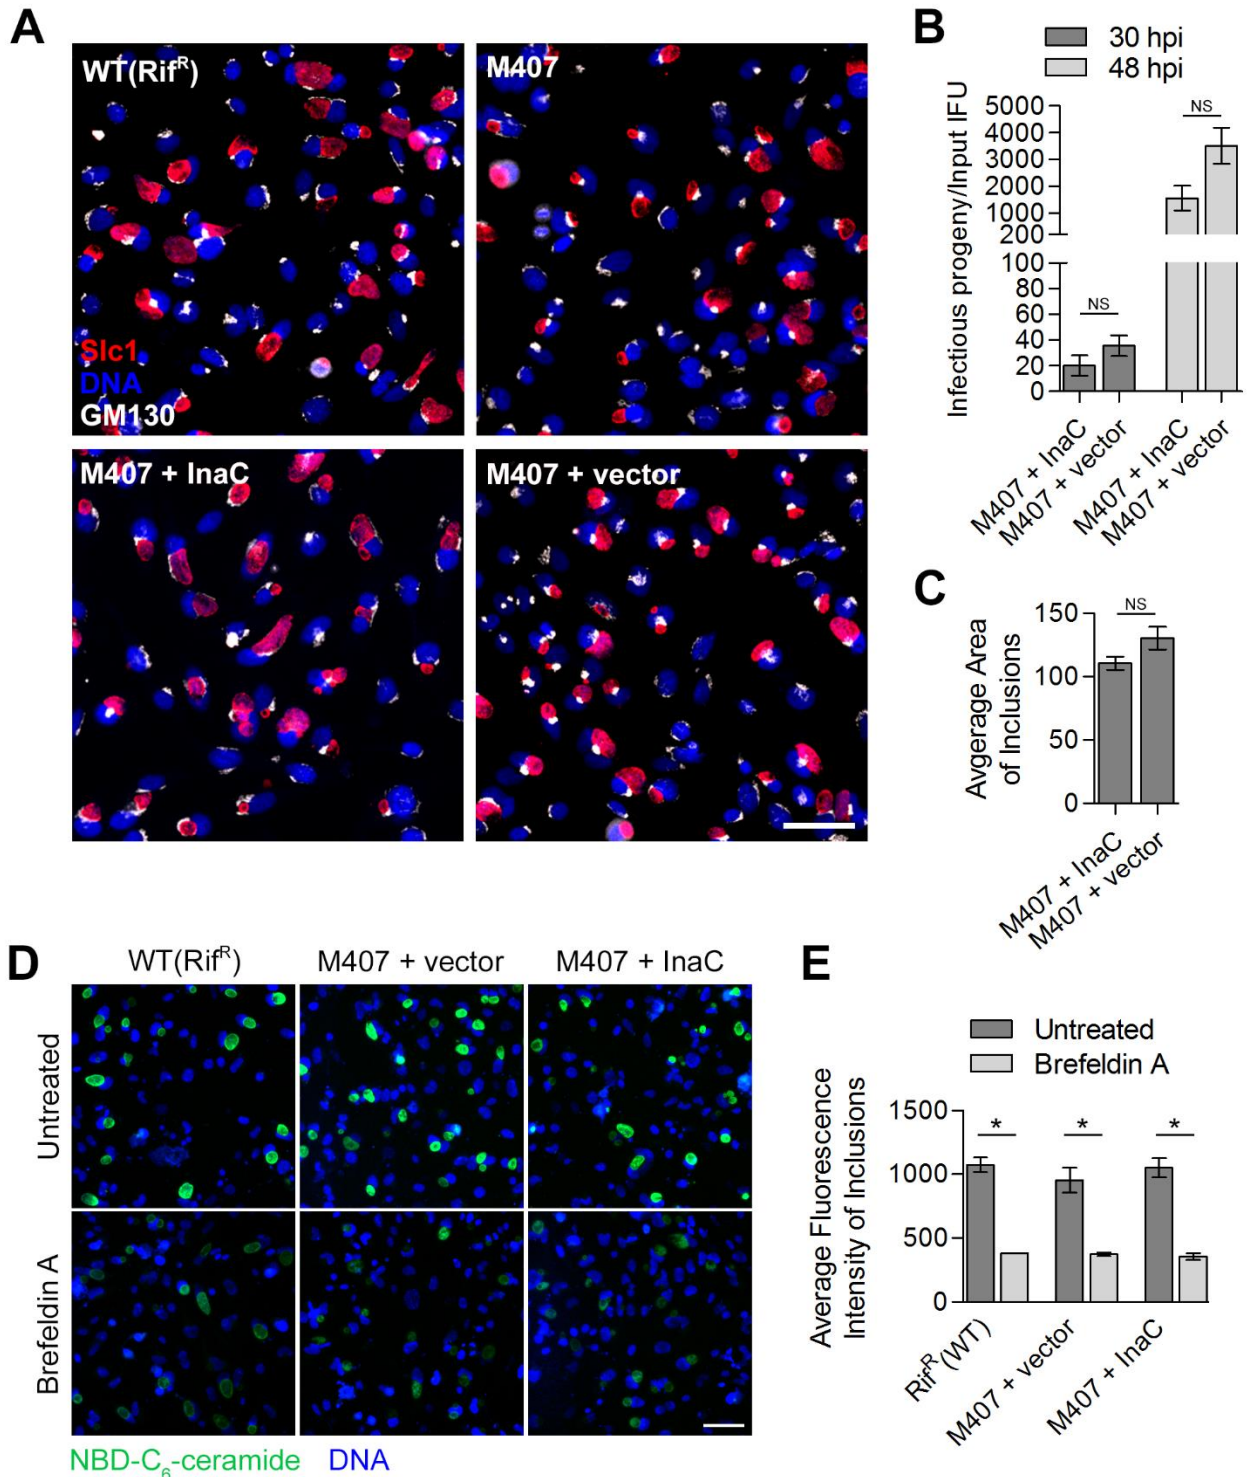 A
WT(Rif^R)
M407
Slc1
DNA
GM130
M407 + InaC
M407 + vector
B
30 hpi
48 hpi
Infectious progeny/Input IFU
5000
4000
3000
2000
1000
200
100
80
60
40
20
0
NS
NS
M407 + InaC
M407 + vector
M407 + InaC
M407 + vector
C
Avgerage Area
of Inclusions
150
100
50
0
NS
M407 + InaC
M407 + vector
D
WT(Rif^R)
M407 + vector
M407 + InaC
Untreated
Brefeldin A
NBD-C₆-ceramide
DNA
E
Untreated
Brefeldin A
Average Fluorescence
Intensity of Inclusions
1500
1000
500
0
*
*
*
Rif^R(WT)
M407 + vector
M407 + InaC